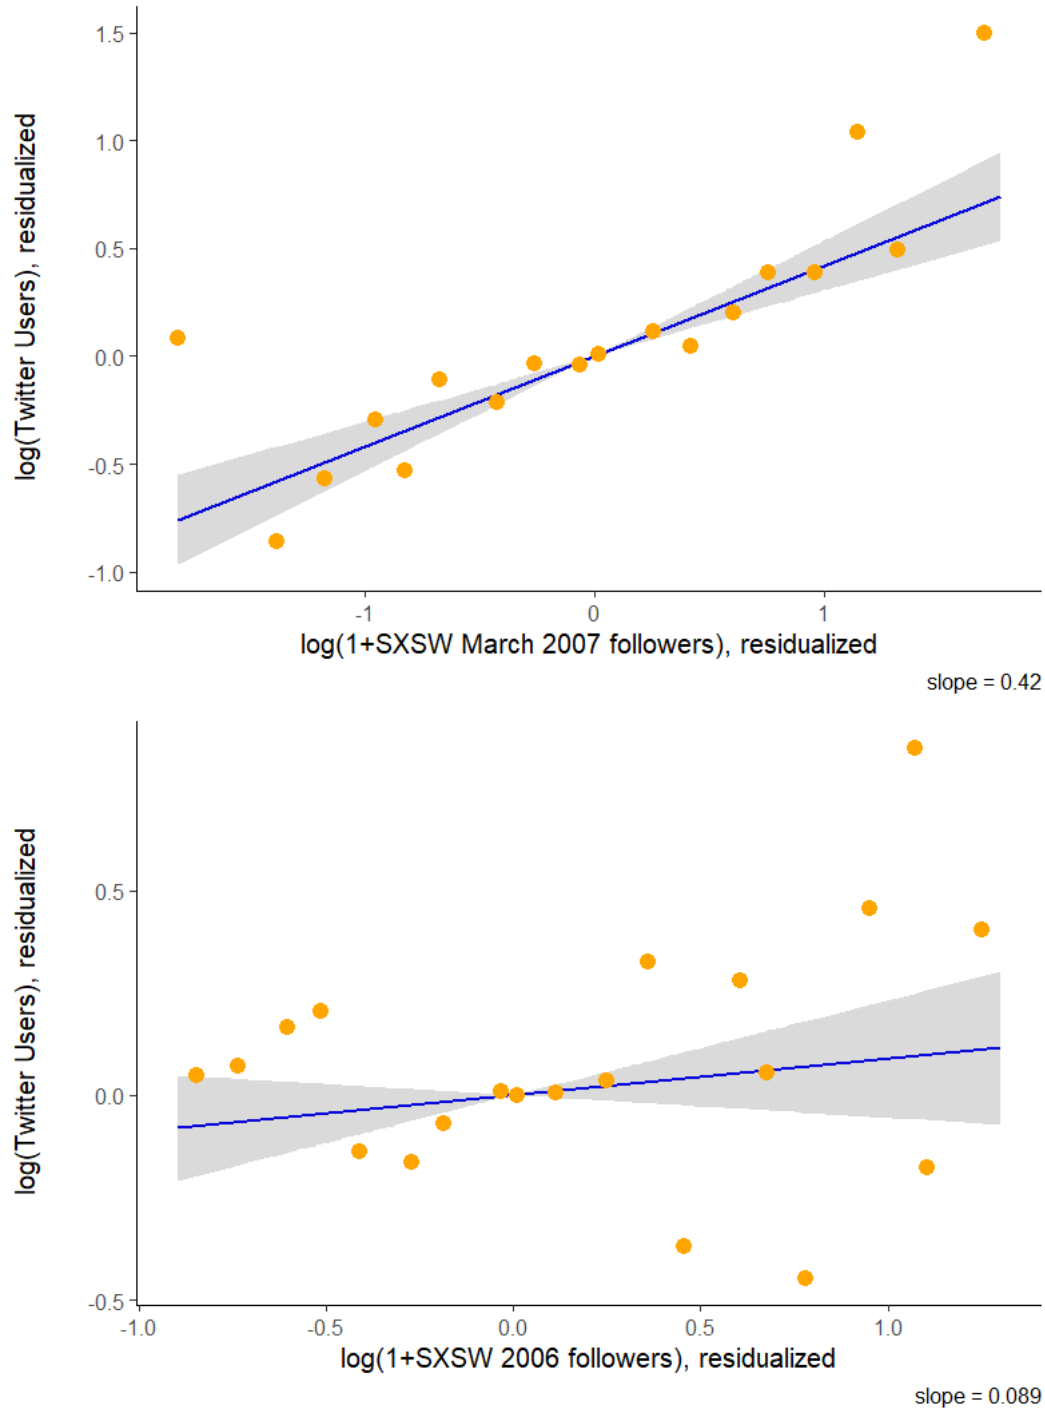 log(Twitter Users), residualized
1.5
1.0
0.5
0.0
-0.5
-1.0
-1
0
1
log(1+SXSW March 2007 followers), residualized
slope = 0.42
log(Twitter Users), residualized
0.5
0.0
-0.5
-1.0
-0.5
0.0
0.5
1.0
log(1+SXSW 2006 followers), residualized
slope = 0.089